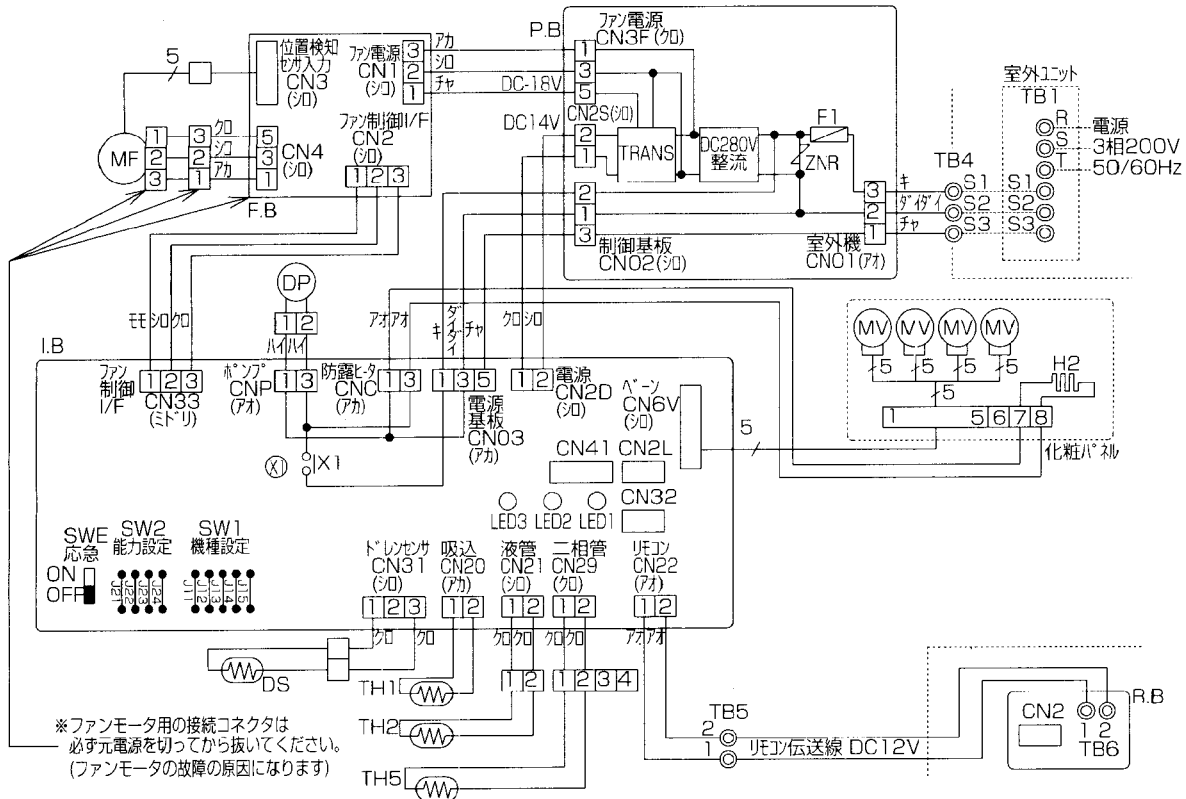 P.B
ファン電源
CN3F(クロ)
位置検知
センサ入力
CN3
(シロ)
ファン電源
CN1
(シロ)
3
2
1
アカ
シロ
チャ
DC-18V
1
3
5
5
ファン制御I/F
CN2
(シロ)
1 2 3
CN2S(シロ)
DC14V
2
1
TRANS
DC280V
整流
F1
ZNR
室外ユニット
TB1
R
S
T
電源
3相200V
50/60Hz
TB4
S1 S1
S2 S2
S3 S3
キ
ダイダイ
チャ
3
2
1
室外機
CN01(アオ)
2
1
3
制御基板
CN02(シロ)
MF
1
2
3
3
2
1
クロ
シロ
アカ
5
3
1
CN4
(シロ)
F.B
DP
1 2
ハイ ハイ
モモ シロ クロ
アオ アオ
キ ダイダイ チャ
クロ シロ
MV MV MV MV
5 5 5 5
5
5
H2
1 5 6 7 8
化粧パネル
I.B
ファン
制御
I/F
1 2 3
CN33
(ミドリ)
ポンプ
CNP
(アオ)
1 3
防露ヒータ
CNC
(アカ)
1 3
1 3 5
電源
基板
CN03
(アカ)
1 2
電源
CN2D
(シロ)
ベーン
CN6V
(シロ)
5
X1
X1
CN41
CN2L
CN32
LED3 LED2 LED1
SWE
応急
ON
OFF
SW2
能力設定
J21 J22 J23 J24
SW1
機種設定
J11 J12 J13 J14 J15
ドレンセンサ
CN31
(シロ)
1 2 3
吸込
CN20
(アカ)
1 2
液管
CN21
(シロ)
1 2
二相管
CN29
(クロ)
1 2
リモコン
CN22
(アオ)
1 2
クロ クロ
クロ クロ
クロ クロ
アオ アオ
1 2
1 2 3 4
DS
TH1
TH2
TH5
TB5
2
1
リモコン伝送線 DC12V
R.B
CN2
1 2
TB6
※ファンモータ用の接続コネクタは
必ず元電源を切ってから抜いてください。
(ファンモータの故障の原因になります)